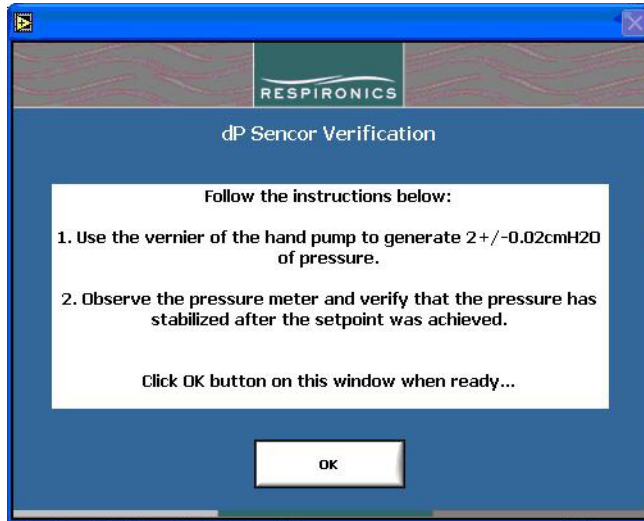 RESPIRONICS
dP Sencor Verification
Follow the instructions below:
1. Use the vernier of the hand pump to generate 2+/-0.02cmH2O
of pressure.
2. Observe the pressure meter and verify that the pressure has
stabilized after the setpoint was achieved.
Click OK button on this window when ready...
OK